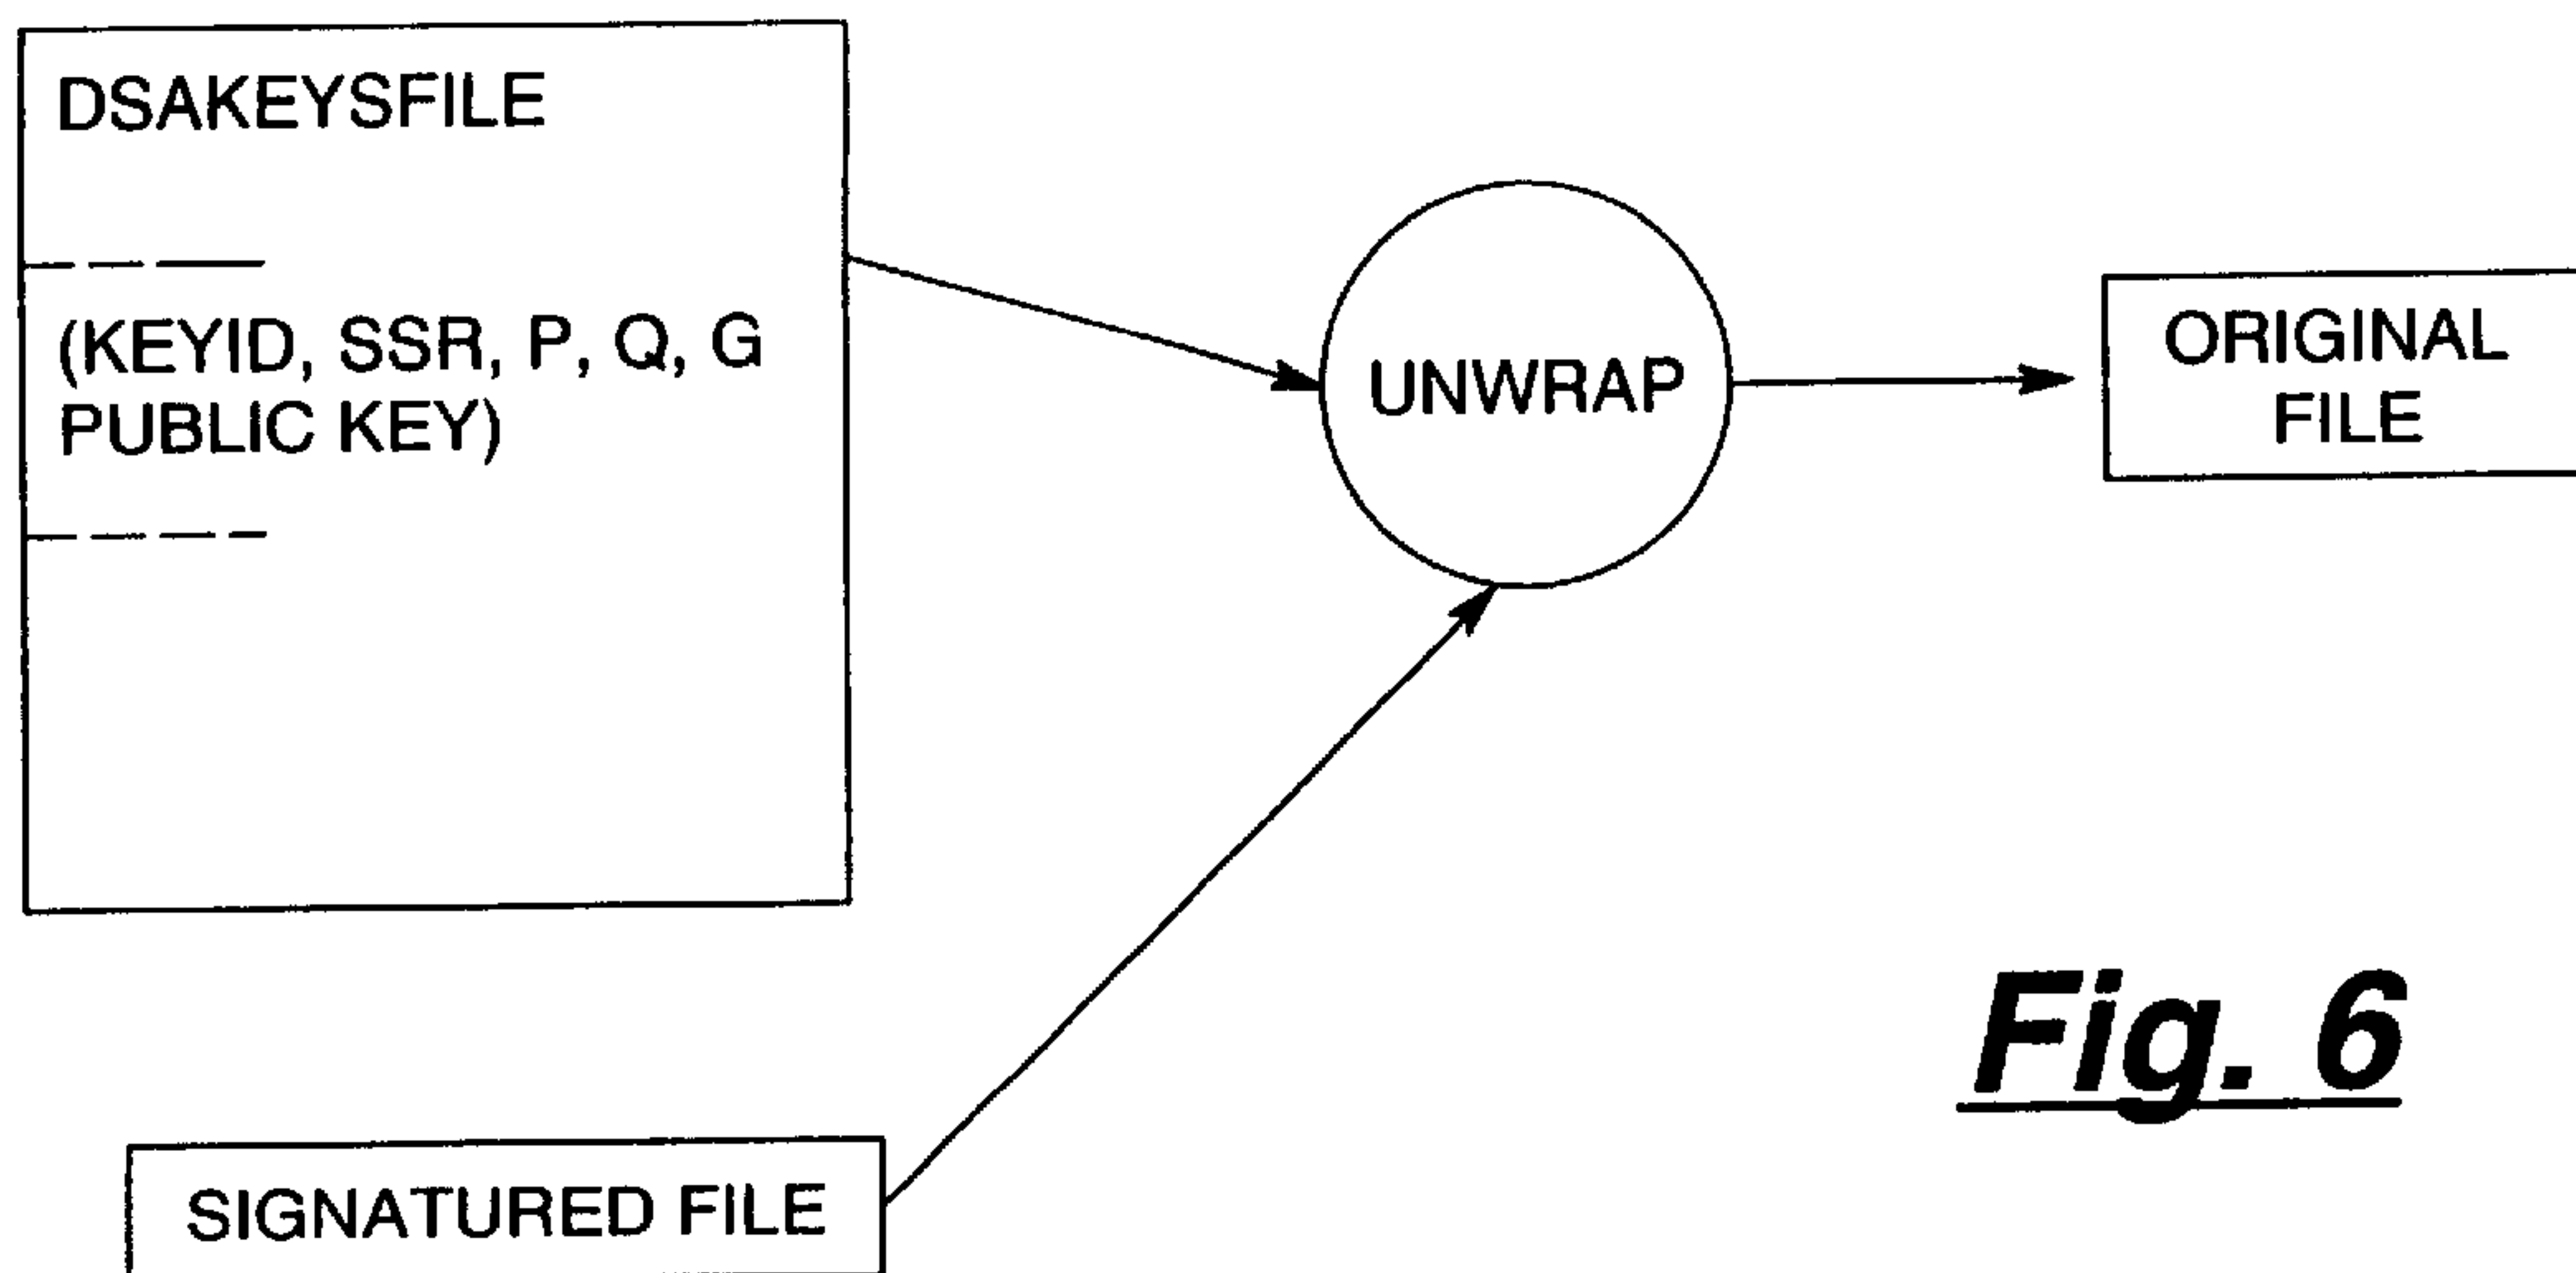 DSAKEYSFILE
(KEYID, SSR, P, Q, G
PUBLIC KEY)
UNWRAP
ORIGINAL
FILE
SIGNATURED FILE
Fig. 6